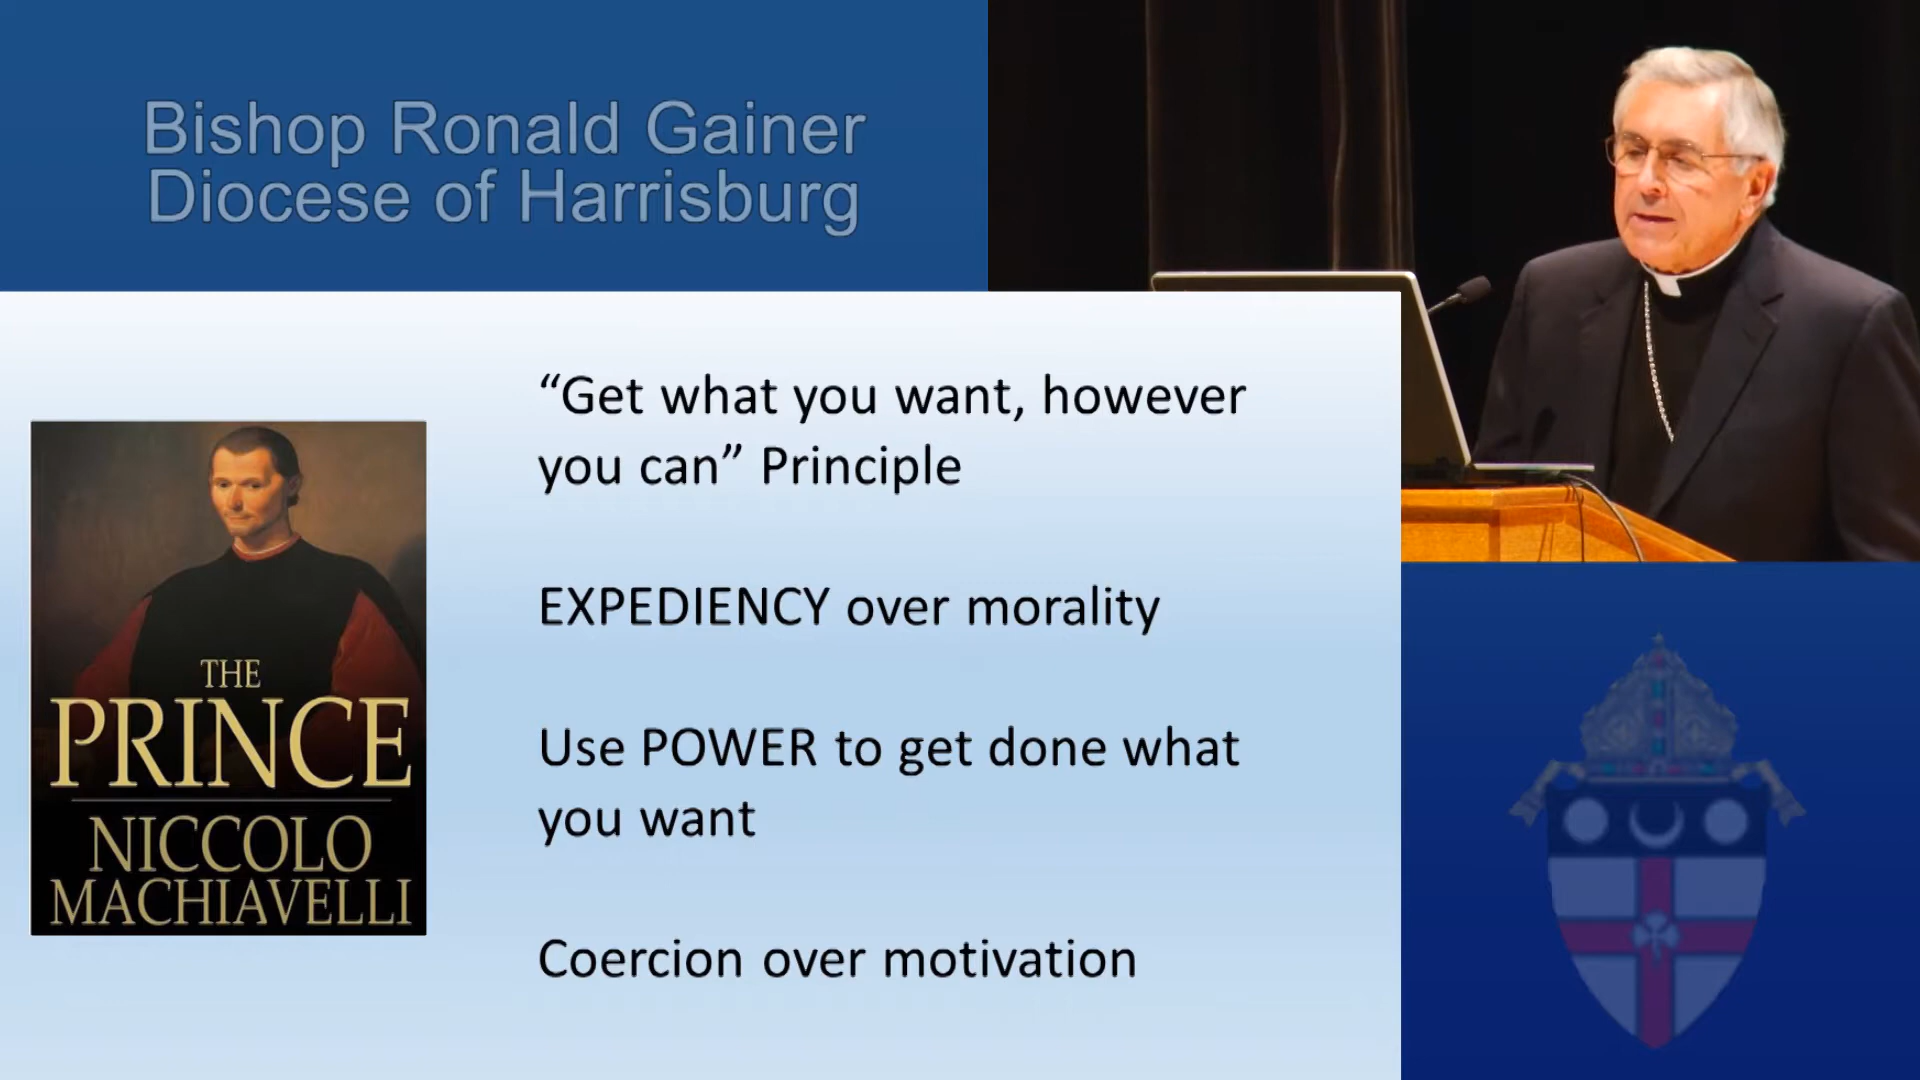 Bishop Ronald Gainer
Diocese of Harrisburg
“Get what you want, however
you can” Principle
EXPEDIENCY over morality
Use POWER to get done what
you want
Coercion over motivation
THE
PRINCE
NICCOLO
MACHIAVELLI